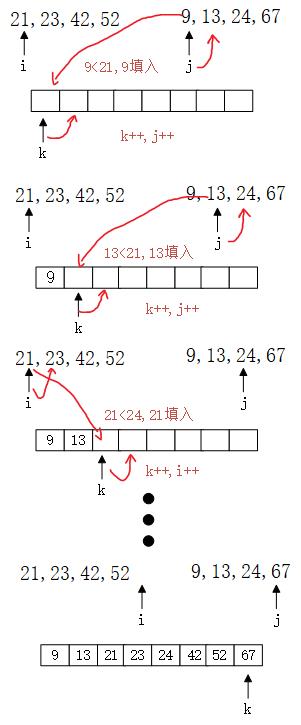 21, 23, 42, 52 9, 13, 24, 67
i j
9<21, 9填入
k++, j++
k
21, 23, 42, 52 9, 13, 24, 67
i j
13<21, 13填入
9
k++, j++
k
21, 23, 42, 52 9, 13, 24, 67
i j
21<24, 21填入
9 13
k++, i++
k
21, 23, 42, 52 9, 13, 24, 67
i j
9 13 21 23 24 42 52 67
k